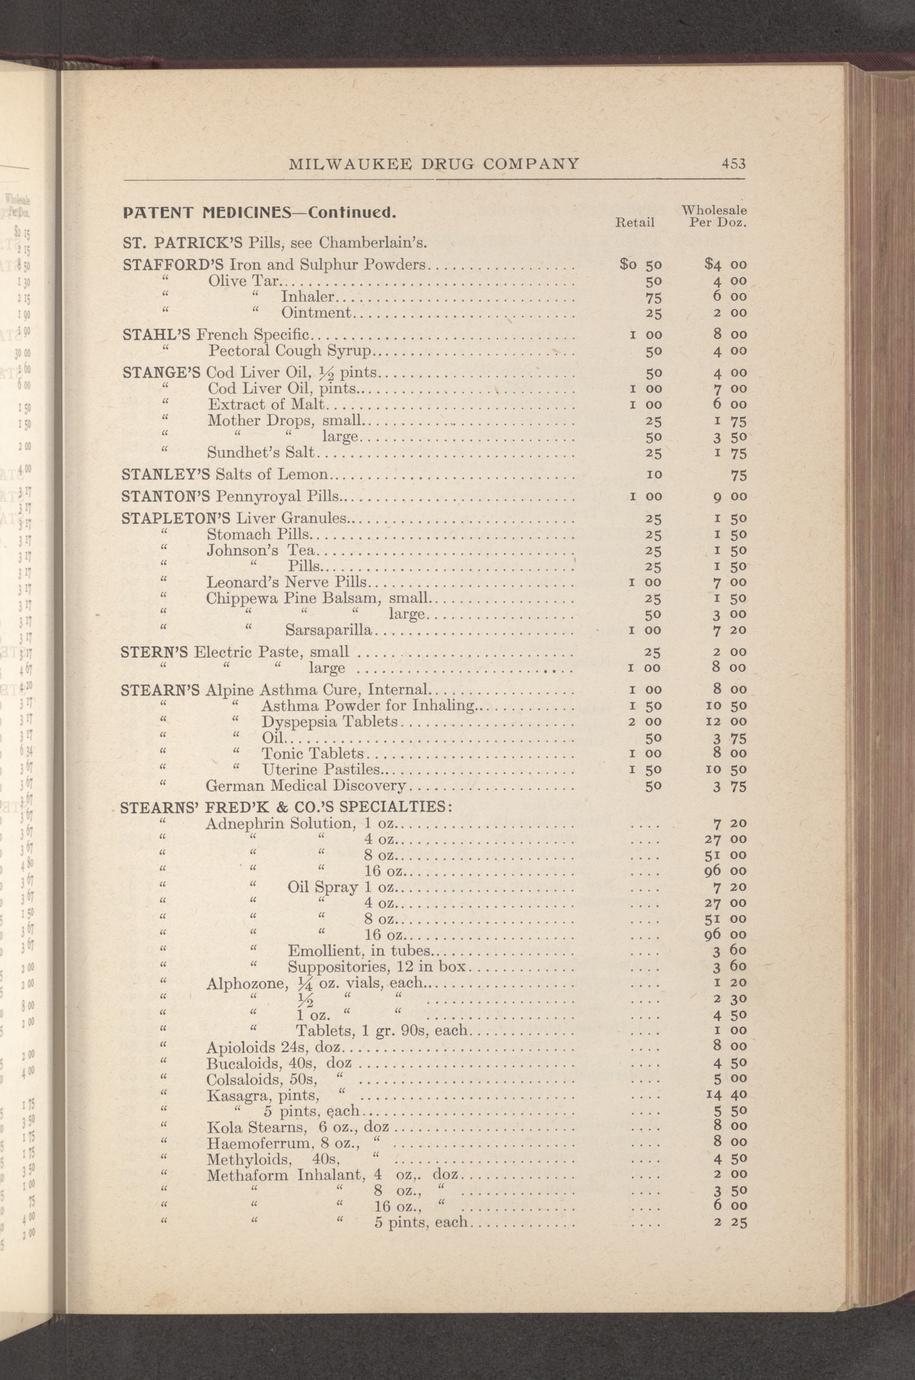 MILWAUKEE DRUG COMPANY 453
PATENT MEDICINES—Continued.
Retail Wholesale Per Doz.
ST. PATRICK'S Pills, see Chamberlain's.
STAFFORD'S Iron and Sulphur Powders.................. $0 50 $4 00
“ Olive Tar.................. 50 4 00
“ “ Inhaler.................. 75 6 00
“ “ Ointment.................. 25 2 00
STAHL'S French Specific.................. 1 00 8 00
“ Pectoral Cough Syrup.................. 50 4 00
STANGE'S Cod Liver Oil, ½ pints.................. 50 4 00
“ Cod Liver Oil, pints.................. 1 00 7 00
“ Extract of Malt.................. 1 00 6 00
“ Mother Drops, small.................. 25 1 75
“ “ “ large.................. 50 3 50
“ Sundhet's Salt.................. 25 1 75
STANLEY'S Salts of Lemon.................. 10 75
STANTON'S Pennyroyal Pills.................. 1 00 9 00
STAPLETON'S Liver Granules.................. 25 1 50
“ Stomach Pills.................. 25 1 50
“ Johnson's Tea.................. 25 1 50
“ “ Pills.................. 25 1 50
“ Leonard's Nerve Pills.................. 1 00 7 00
“ Chippewa Pine Balsam, small.................. 25 1 50
“ “ “ “ large.................. 50 3 00
“ “ Sarsaparilla.................. 1 00 7 20
STERN'S Electric Paste, small .................. 25 2 00
“ “ “ large .................. 1 00 8 00
STEARN'S Alpine Asthma Cure, Internal.................. 1 00 8 00
“ “ Asthma Powder for Inhaling............. 1 50 10 50
“ “ Dyspepsia Tablets.................. 2 00 12 00
“ “ Oil.................. 50 3 75
“ “ Tonic Tablets.................. 1 00 8 00
“ “ Uterine Pastiles.................. 1 50 10 50
“ German Medical Discovery.................. 50 3 75
STEARNS' FRED'K & CO.'S SPECIALTIES:
“ Adnephrin Solution, 1 oz.................. .... 7 20
“ “ “ 4 oz.................. .... 27 00
“ “ “ 8 oz.................. .... 51 00
“ “ “ 16 oz.................. .... 96 00
“ “ Oil Spray 1 oz.................. .... 7 20
“ “ “ 4 oz.................. .... 27 00
“ “ “ 8 oz.................. .... 51 00
“ “ “ 16 oz.................. .... 96 00
“ “ Emollient, in tubes.................. .... 3 60
“ “ Suppositories, 12 in box............. .... 3 60
“ Alphozone, ¼ oz. vials, each.................. .... 1 20
“ “ ½ “ “ .................. .... 2 30
“ “ 1 oz. “ “ .................. .... 4 50
“ “ Tablets, 1 gr. 90s, each............. .... 1 00
“ Apioloids 24s, doz.................. .... 8 00
“ Bucaloids, 40s, doz .................. .... 4 50
“ Colsaloids, 50s, “ .................. .... 5 00
“ Kasagra, pints, “ .................. .... 14 40
“ “ 5 pints, each.................. .... 5 50
“ Kola Stearns, 6 oz., doz .................. .... 8 00
“ Haemoferrum, 8 oz., “ .................. .... 8 00
“ Methyloids, 40s, “ .................. .... 4 50
“ Methaform Inhalant, 4 oz,. doz.............. .... 2 00
“ “ “ 8 oz., “ .............. .... 3 50
“ “ “ 16 oz., “ .............. .... 6 00
“ “ “ 5 pints, each............. .... 2 25